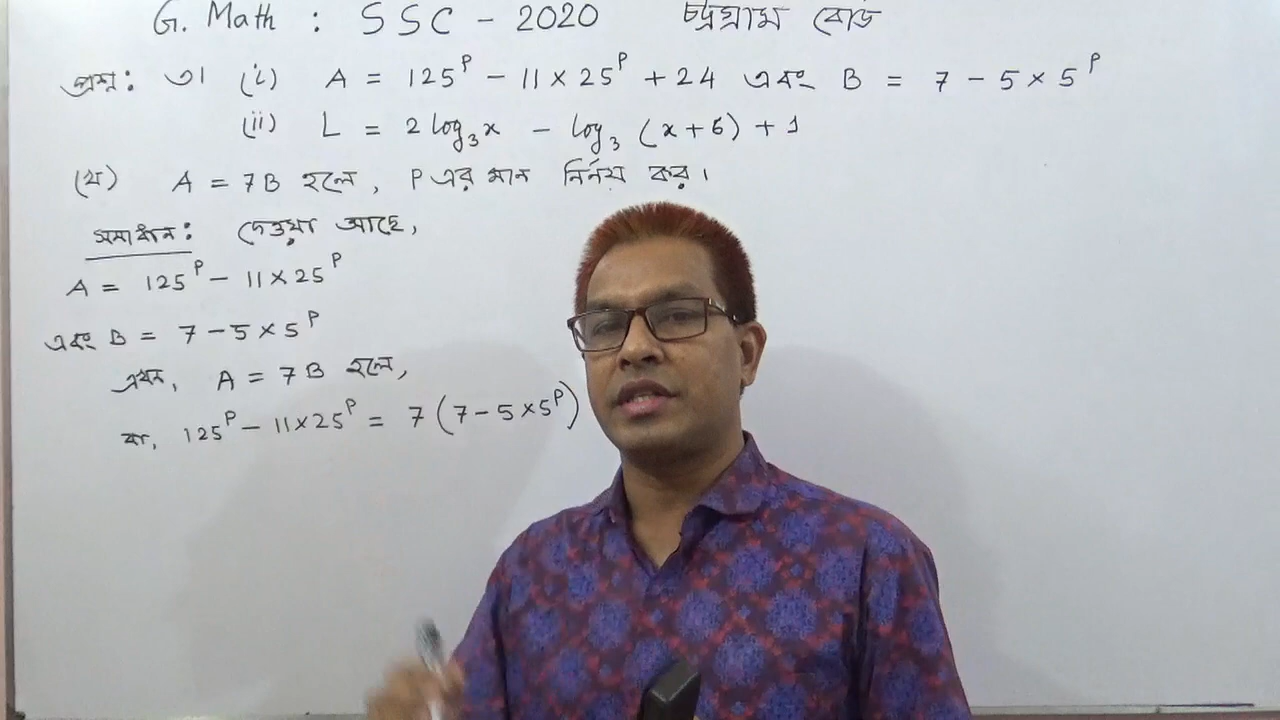 G. Math : SSC - 2020 চট্টগ্রাম বোর্ড
প্রশ্ন: ৩। (i) A = 125^P - 11 × 25^P + 24 এবং B = 7 - 5 × 5^P
(ii) L = 2 log₃x - log₃ (x + 6) + 1
(খ) A = 7B হলে, P এর মান নির্নয় কর।
সমাধান: দেওয়া আছে,
A = 125^P - 11 × 25^P
এবং B = 7 - 5 × 5^P
এখন, A = 7B হলে,
বা, 125^P - 11 × 25^P = 7 (7 - 5 × 5^P)